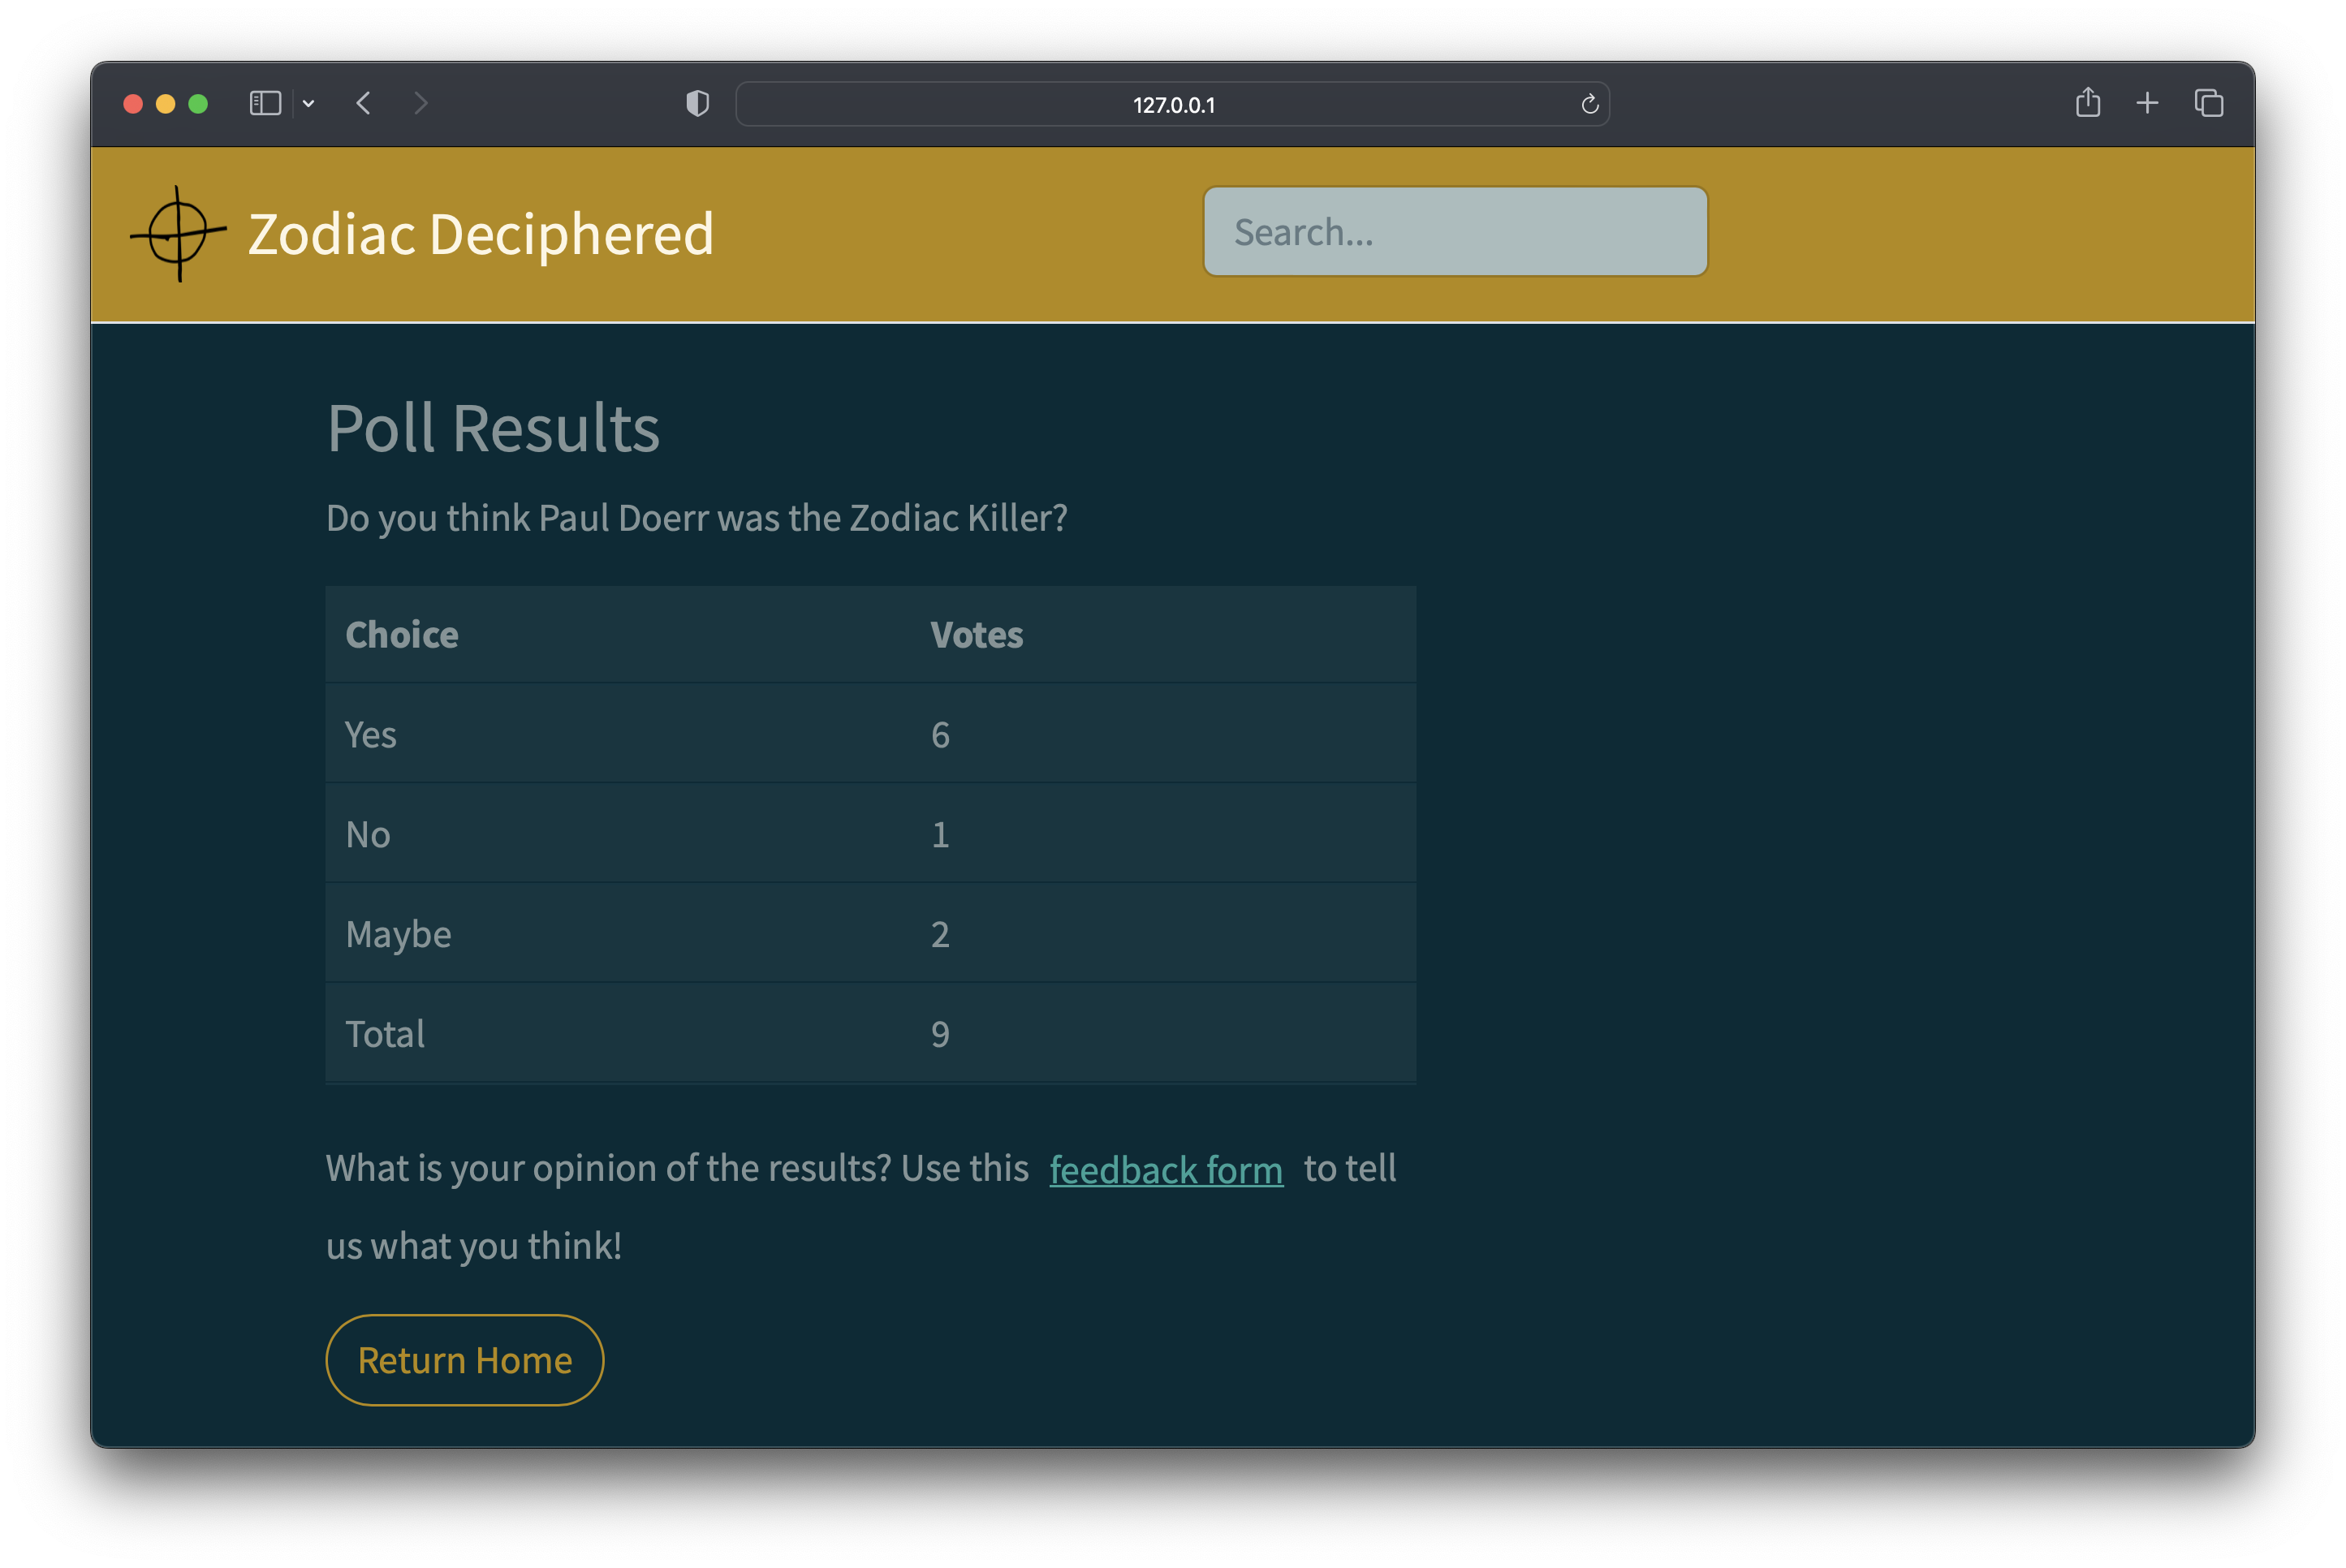 127.0.0.1
Zodiac Deciphered
Search...
Poll Results
Do you think Paul Doerr was the Zodiac Killer?
Choice Votes
Yes 6
No 1
Maybe 2
Total 9
What is your opinion of the results? Use this feedback form to tell
us what you think!
Return Home